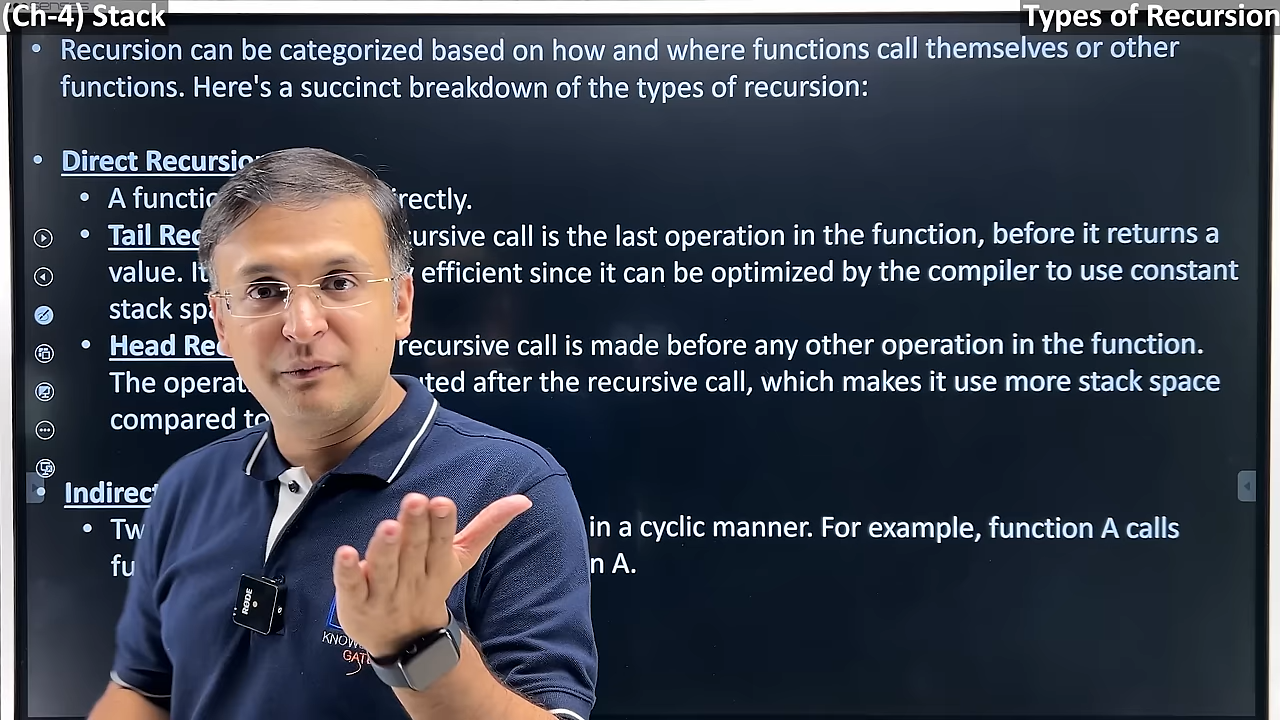 (Ch-4) Stack
Types of Recursion
• Recursion can be categorized based on how and where functions call themselves or other
functions. Here's a succinct breakdown of the types of recursion:
• Direct Recursio
• A functio rectly.
• Tail Rec cursive call is the last operation in the function, before it returns a
value. It y efficient since it can be optimized by the compiler to use constant
stack sp
• Head Rec recursive call is made before any other operation in the function.
The operat uted after the recursive call, which makes it use more stack space
compared to
• Indirect
• Tw in a cyclic manner. For example, function A calls
fu n A.
RODE
KNOW
GATE